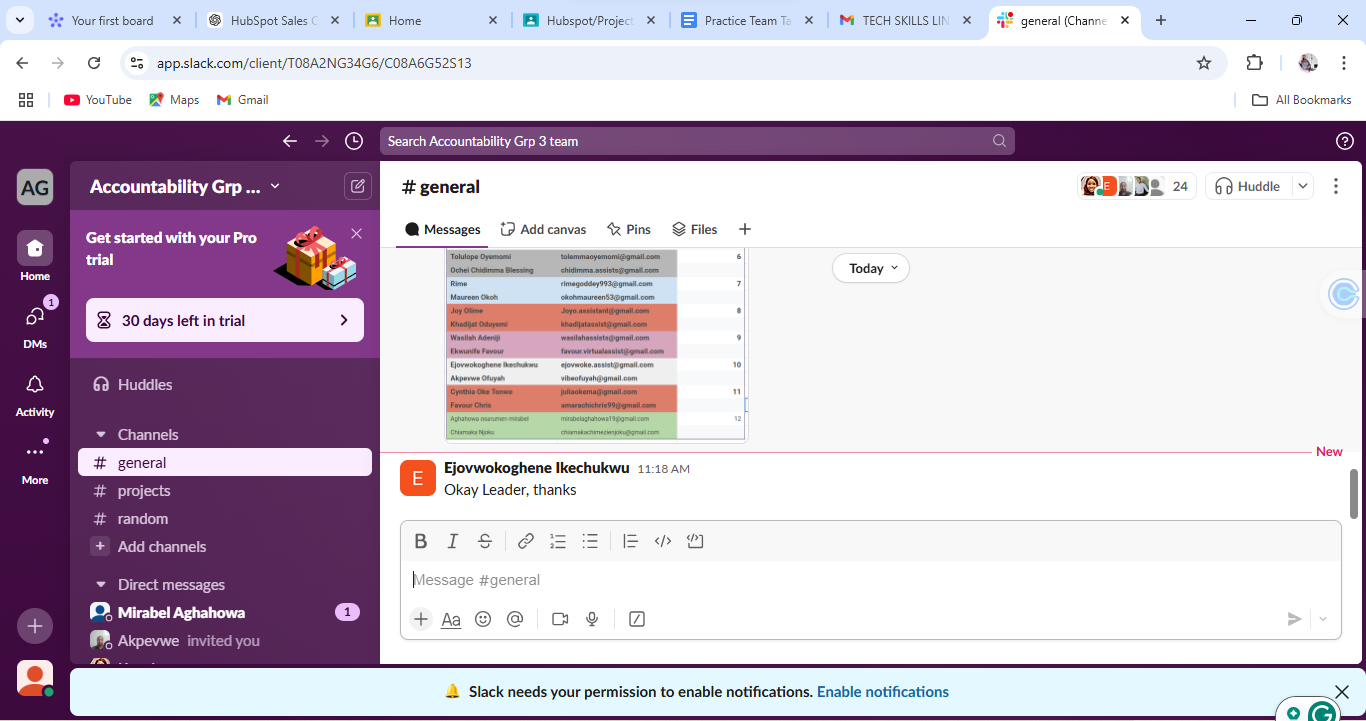 Your first board
HubSpot Sales C
Home
Hubspot/Project
Practice Team Ta
TECH SKILLS LIN
general (Channe
app.slack.com/client/T08A2NG34G6/C08A6G52S13
YouTube
Maps
Gmail
All Bookmarks
Search Accountability Grp 3 team
AG
Accountability Grp ...
Get started with your Pro
trial
30 days left in trial
Home
1
DMs
Activity
More
Huddles
Channels
# general
# projects
# random
+ Add channels
Direct messages
Mirabel Aghahowa 1
Akpevwe invited you
# general
E
24
Huddle
Messages
Add canvas
Pins
Files
Today
Tolulope Oyemomi tolemmaoyemomi@gmail.com 6
Ochei Chidimma Blessing chidimma.assists@gmail.com
Rime rimegoddey993@gmail.com 7
Maureen Okoh okohmaureen53@gmail.com
Joy Olime Joyo.assistant@gmail.com 8
Khadijat Oduyemi khadijatassist@gmail.com
Wasilah Adeniji wasilahassists@gmail.com 9
Ekwunife Favour favour.virtualassist@gmail.com
Ejovwokoghene Ikechukwu ejovwoke.assist@gmail.com 10
Akpevwe Ofuyah vibeofuyah@gmail.com
Cynthia Oke Tonwe juliaokema@gmail.com 11
Favour Chris amarachichris99@gmail.com
Aghahowa osarumen mirabel mirabelaghahowa19@gmail.com 12
Chiamaka Njoku chiamakachimezienjoku@gmail.com
New
E
Ejovwokoghene Ikechukwu 11:18 AM
Okay Leader, thanks
B I S
Message #general
Aa
Slack needs your permission to enable notifications. Enable notifications